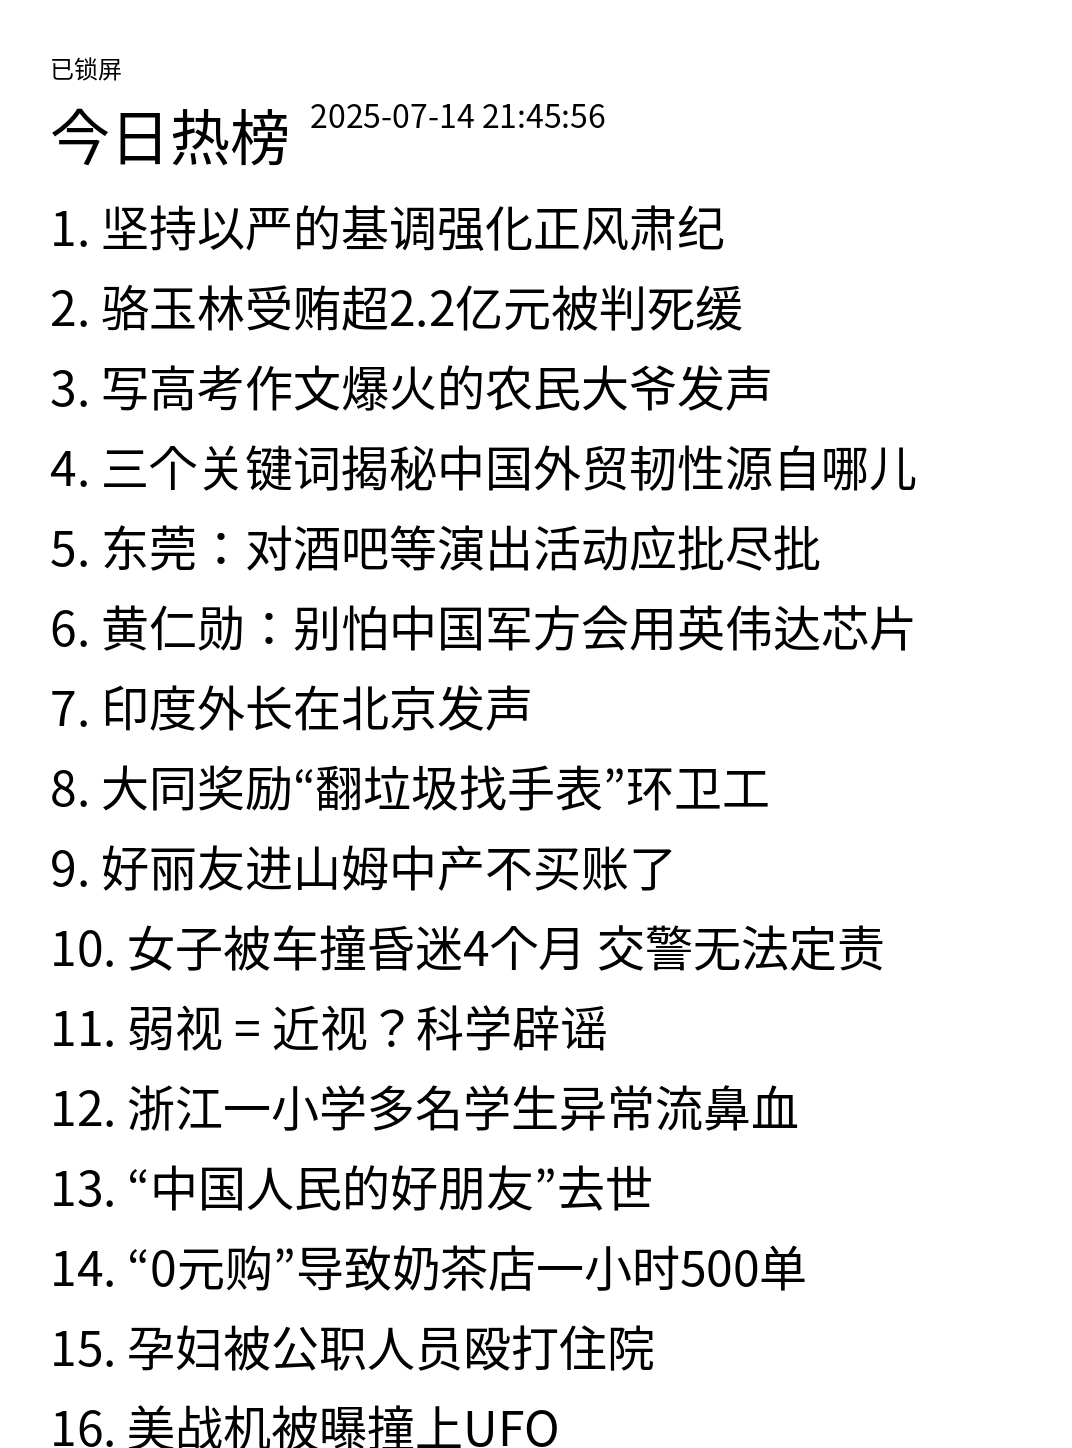 已锁屏
今日热榜 2025-07-14 21:45:56
1. 坚持以严的基调强化正风肃纪
2. 骆玉林受贿超2.2亿元被判死缓
3. 写高考作文爆火的农民大爷发声
4. 三个关键词揭秘中国外贸韧性源自哪儿
5. 东莞：对酒吧等演出活动应批尽批
6. 黄仁勋：别怕中国军方会用英伟达芯片
7. 印度外长在北京发声
8. 大同奖励“翻垃圾找手表”环卫工
9. 好丽友进山姆中产不买账了
10. 女子被车撞昏迷4个月 交警无法定责
11. 弱视 = 近视？科学辟谣
12. 浙江一小学多名学生异常流鼻血
13. “中国人民的好朋友”去世
14. “0元购”导致奶茶店一小时500单
15. 孕妇被公职人员殴打住院
16. 美战机被曝撞上UFO